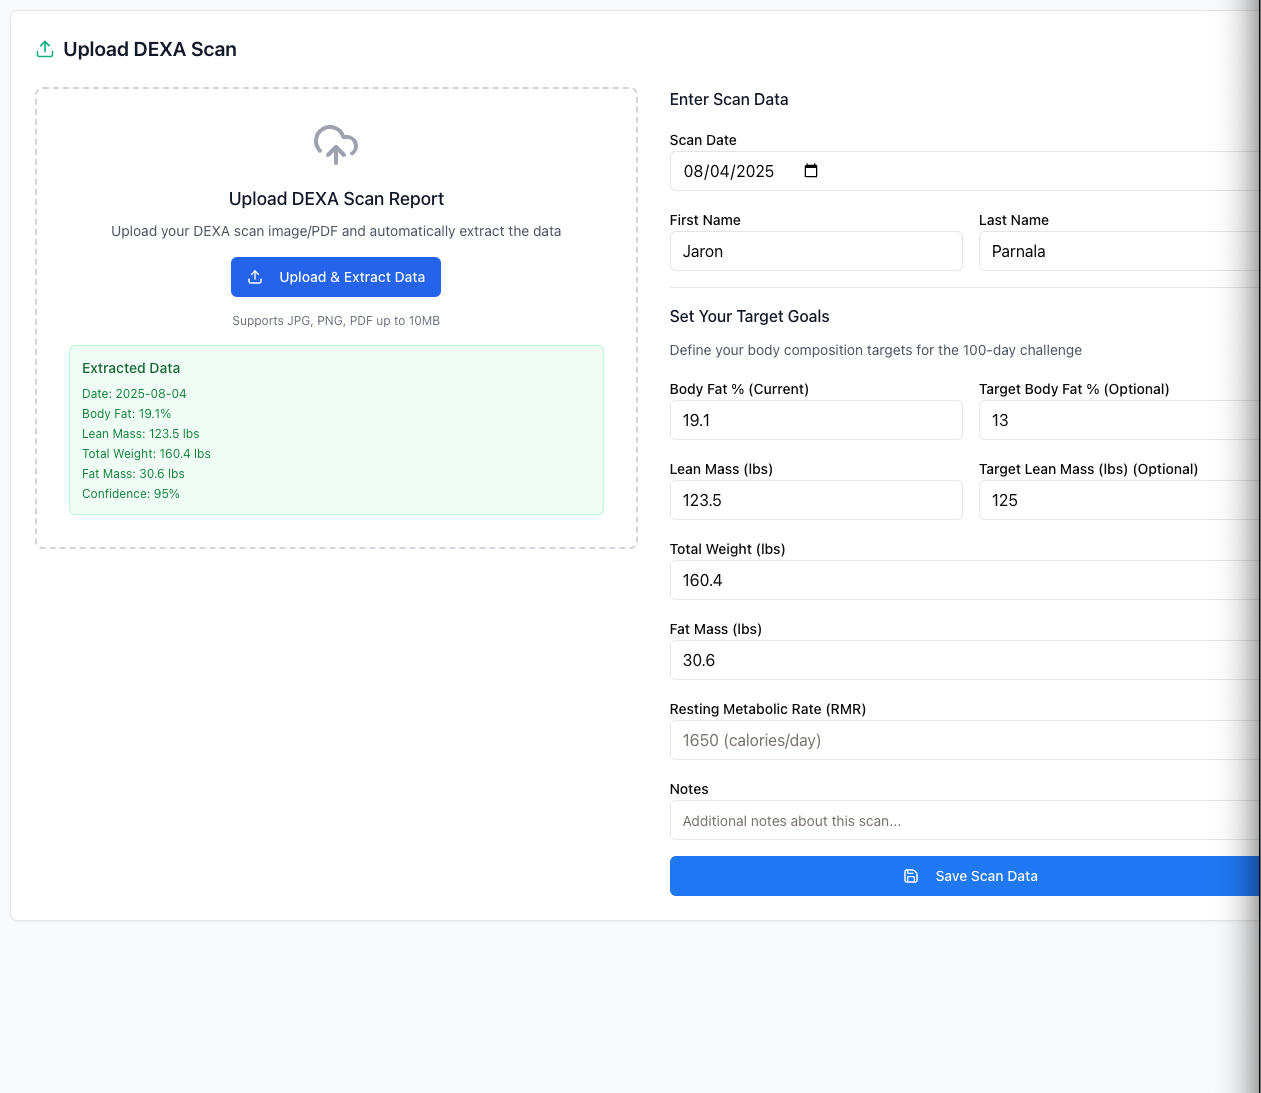 Upload DEXA Scan
Upload DEXA Scan Report
Upload your DEXA scan image/PDF and automatically extract the data
Upload & Extract Data
Supports JPG, PNG, PDF up to 10MB
Extracted Data
Date: 2025-08-04
Body Fat: 19.1%
Lean Mass: 123.5 lbs
Total Weight: 160.4 lbs
Fat Mass: 30.6 lbs
Confidence: 95%
Enter Scan Data
Scan Date
08/04/2025
First Name
Last Name
Jaron
Parnala
Set Your Target Goals
Define your body composition targets for the 100-day challenge
Body Fat % (Current)
Target Body Fat % (Optional)
19.1
13
Lean Mass (lbs)
Target Lean Mass (lbs) (Optional)
123.5
125
Total Weight (lbs)
160.4
Fat Mass (lbs)
30.6
Resting Metabolic Rate (RMR)
1650 (calories/day)
Notes
Additional notes about this scan...
Save Scan Data